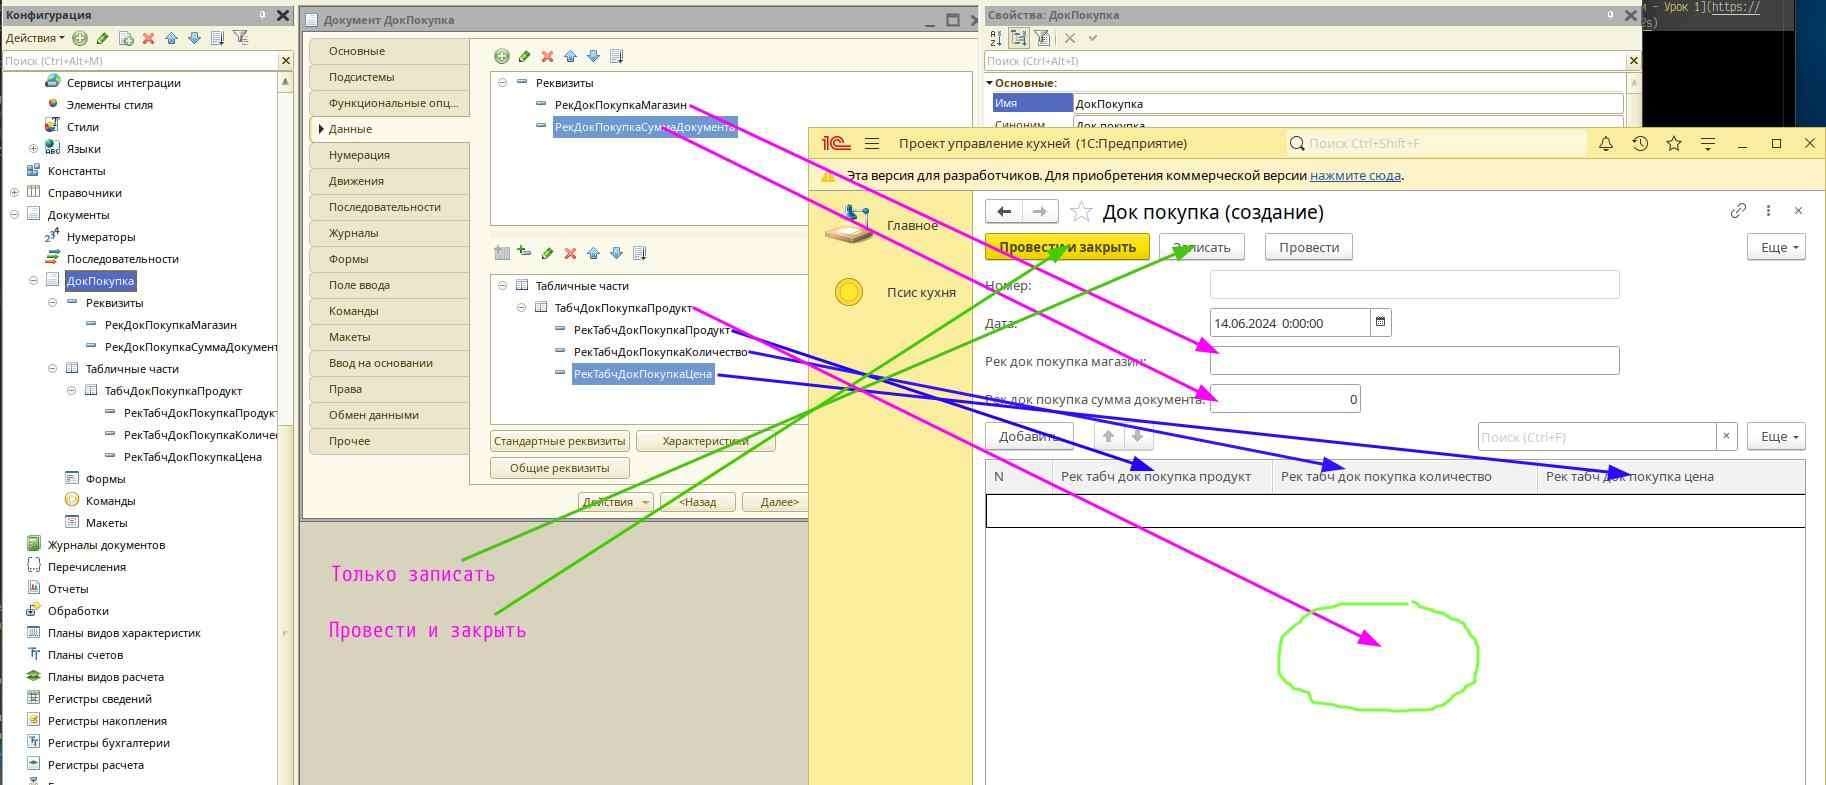 Конфигурация
Действия
Поиск (Ctrl+Alt+M)
Сервисы интеграции
Элементы стиля
Стили
Языки
Константы
Справочники
Документы
Нумераторы
Последовательности
ДокПокупка
Реквизиты
РекДокПокупкаМагазин
РекДокПокупкаСуммаДокумент
Табличные части
ТабчДокПокупкаПродукт
РекТабчДокПокупкаПродукт
РекТабчДокПокупкаКоличес
РекТабчДокПокупкаЦена
Формы
Команды
Макеты
Журналы документов
Перечисления
Отчеты
Обработки
Планы видов характеристик
Планы счетов
Планы видов расчета
Регистры сведений
Регистры накопления
Регистры бухгалтерии
Регистры расчета
Документ ДокПокупка
Основные
Подсистемы
Функциональные опц...
Данные
Нумерация
Движения
Последовательности
Журналы
Формы
Поле ввода
Команды
Макеты
Ввод на основании
Права
Обмен данными
Прочее
Реквизиты
РекДокПокупкаМагазин
РекДокПокупкаСуммаДокумента
Табличные части
ТабчДокПокупкаПродукт
РекТабчДокПокупкаПродукт
РекТабчДокПокупкаКоличество
РекТабчДокПокупкаЦена
Стандартные реквизиты Характеристики
Общие реквизиты
Действия <Назад Далее>
Только записать
Провести и закрыть
Свойства: ДокПокупка
Поиск (Ctrl+Alt+I)
Основные:
Имя ДокПокупка
Синоним Док покупка
м - Урок 1](https://
2s)
1С Проект управление кухней (1С:Предприятие) Поиск Ctrl+Shift+F
Эта версия для разработчиков. Для приобретения коммерческой версии нажмите сюда.
Главное
Псис кухня
Док покупка (создание)
Провести и закрыть Записать Провести Еще
Номер:
Дата: 14.06.2024 0:00:00
Рек док покупка магазин:
Рек док покупка сумма документа: 0
Добавить Поиск (Ctrl+F) × Еще
N Рек табч док покупка продукт Рек табч док покупка количество Рек табч док покупка цена